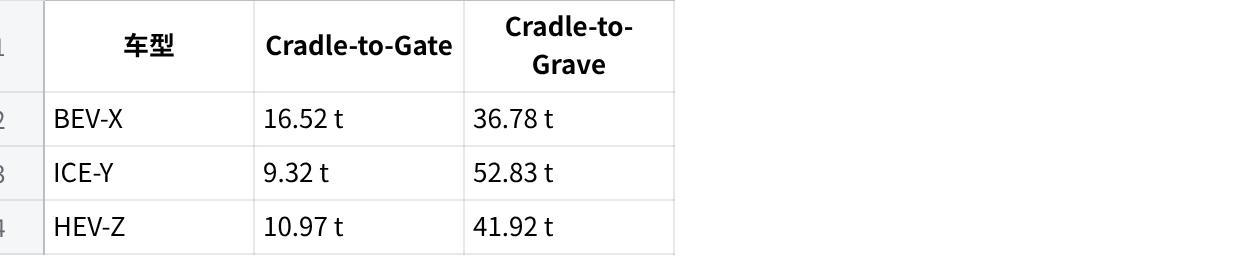 1 车型 Cradle-to-Gate Cradle-to-
Grave
2 BEV-X 16.52 t 36.78 t
3 ICE-Y 9.32 t 52.83 t
4 HEV-Z 10.97 t 41.92 t